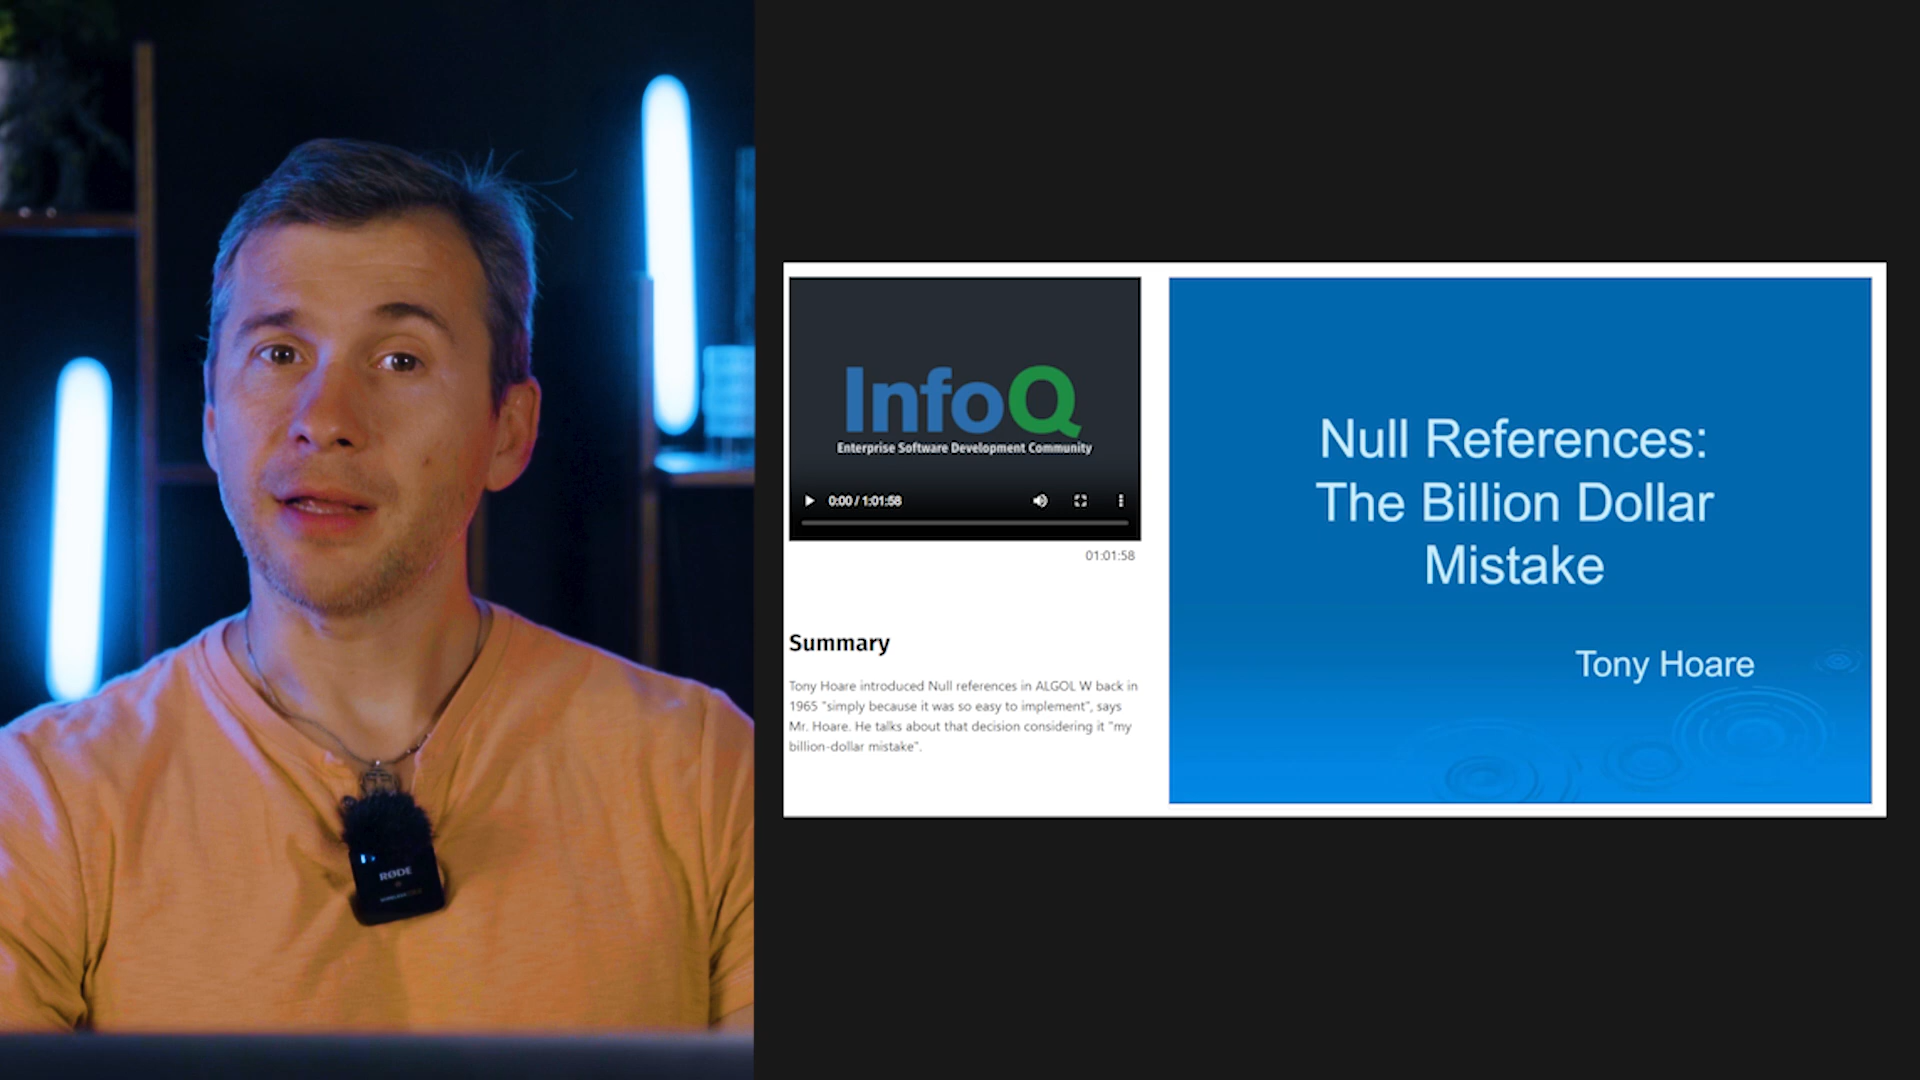 RØDE
InfoQ
Enterprise Software Development Community
0:00 / 1:01:58
01:01:58
Summary
Tony Hoare introduced Null references in ALGOL W back in
1965 "simply because it was so easy to implement", says
Mr. Hoare. He talks about that decision considering it "my
billion-dollar mistake".
Null References:
The Billion Dollar
Mistake
Tony Hoare